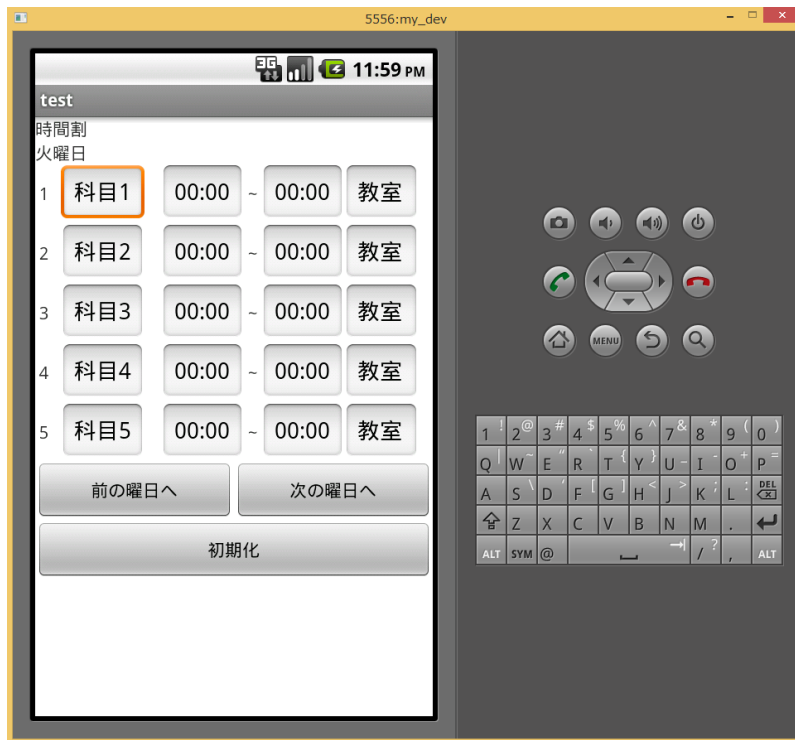 5556:my_dev
3G 11:59 PM
test
時間割
火曜日
1 科目1 00:00 ~ 00:00 教室
2 科目2 00:00 ~ 00:00 教室
3 科目3 00:00 ~ 00:00 教室
4 科目4 00:00 ~ 00:00 教室
5 科目5 00:00 ~ 00:00 教室
前の曜日へ 次の曜日へ
初期化
MENU
1 ! 2 @ 3 # 4 $ 5 % 6 ^ 7 & 8 * 9 ( 0 )
Q | W ~ E " R ` T { Y } U - I - O + P =
A S \ D ' F [ G ] H < J > K ; L : DEL
Z X C V B N M .
ALT SYM @ / ? , ALT